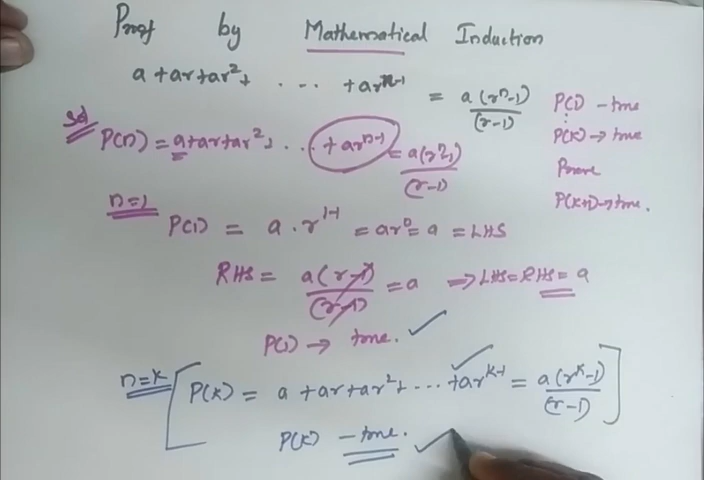 Proof by Mathematical Induction
a + ar + ar² + ... + arⁿ⁻¹ = a(rⁿ-1)/(r-1)
Sol P(n) = a + ar + ar² + ... + arⁿ⁻¹ = a(rⁿ-1)/(r-1)
P(1) - true
:
P(k) → true
Prove
P(k+1) → true.
n=1
P(1) = a · r¹⁻¹ = ar⁰ = a = LHS
RHS = a(r-1)/(r-1) = a ⇒ LHS = RHS = a
P(1) → true. ✓
n=k [P(k) = a + ar + ar² + ... + arᵏ⁻¹ = a(rᵏ-1)/(r-1)]
P(k) - true. ✓